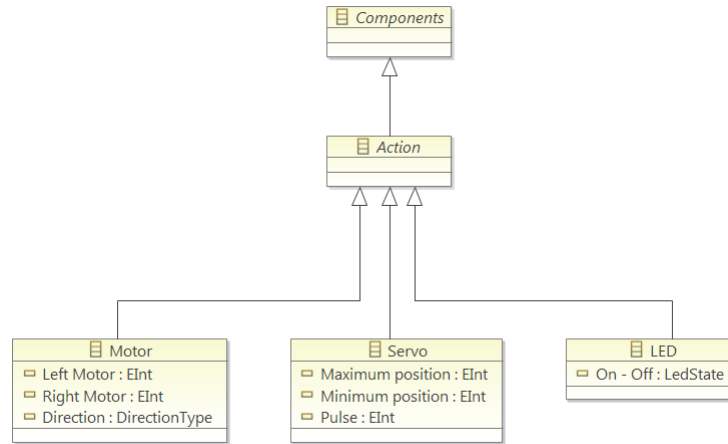 Components
Action
Motor
Left Motor : EInt
Right Motor : EInt
Direction : DirectionType
Servo
Maximum position : EInt
Minimum position : EInt
Pulse : EInt
LED
On - Off : LedState